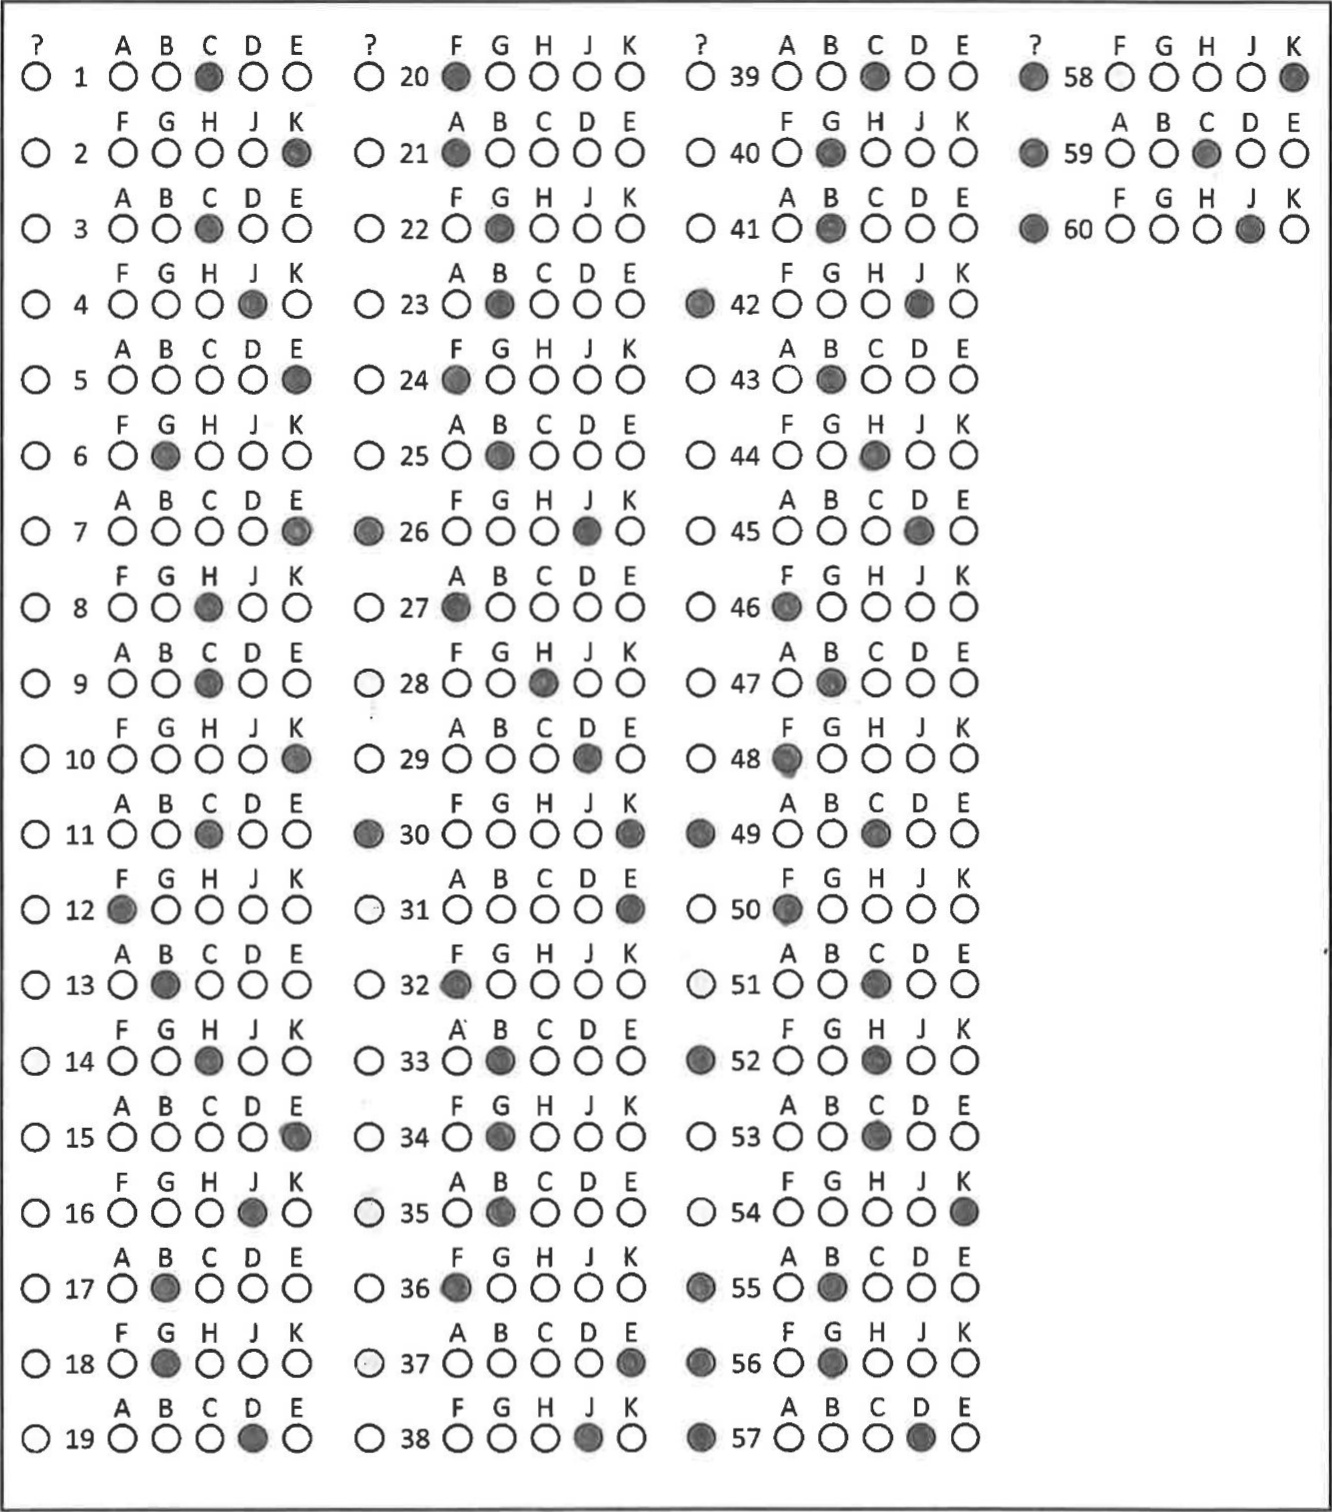 ? A B C D E ? F G H J K ? A B C D E ? F G H J K
1 20 39 58
F G H J K A B C D E F G H J K A B C D E
2 21 40 59
A B C D E F G H J K A B C D E F G H J K
3 22 41 60
F G H J K A B C D E F G H J K
4 23 42
A B C D E F G H J K A B C D E
5 24 43
F G H J K A B C D E F G H J K
6 25 44
A B C D E F G H J K A B C D E
7 26 45
F G H J K A B C D E F G H J K
8 27 46
A B C D E F G H J K A B C D E
9 28 47
F G H J K A B C D E F G H J K
10 29 48
A B C D E F G H J K A B C D E
11 30 49
F G H J K A B C D E F G H J K
12 31 50
A B C D E F G H J K A B C D E
13 32 51
F G H J K A B C D E F G H J K
14 33 52
A B C D E F G H J K A B C D E
15 34 53
F G H J K A B C D E F G H J K
16 35 54
A B C D E F G H J K A B C D E
17 36 55
F G H J K A B C D E F G H J K
18 37 56
A B C D E F G H J K A B C D E
19 38 57